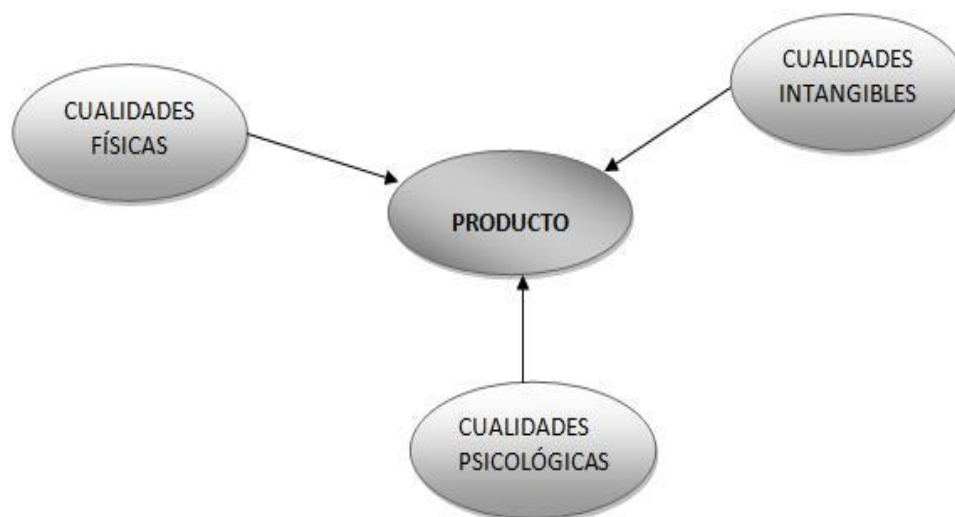 CUALIDADES
FÍSICAS
CUALIDADES
INTANGIBLES
PRODUCTO
CUALIDADES
PSICOLÓGICAS